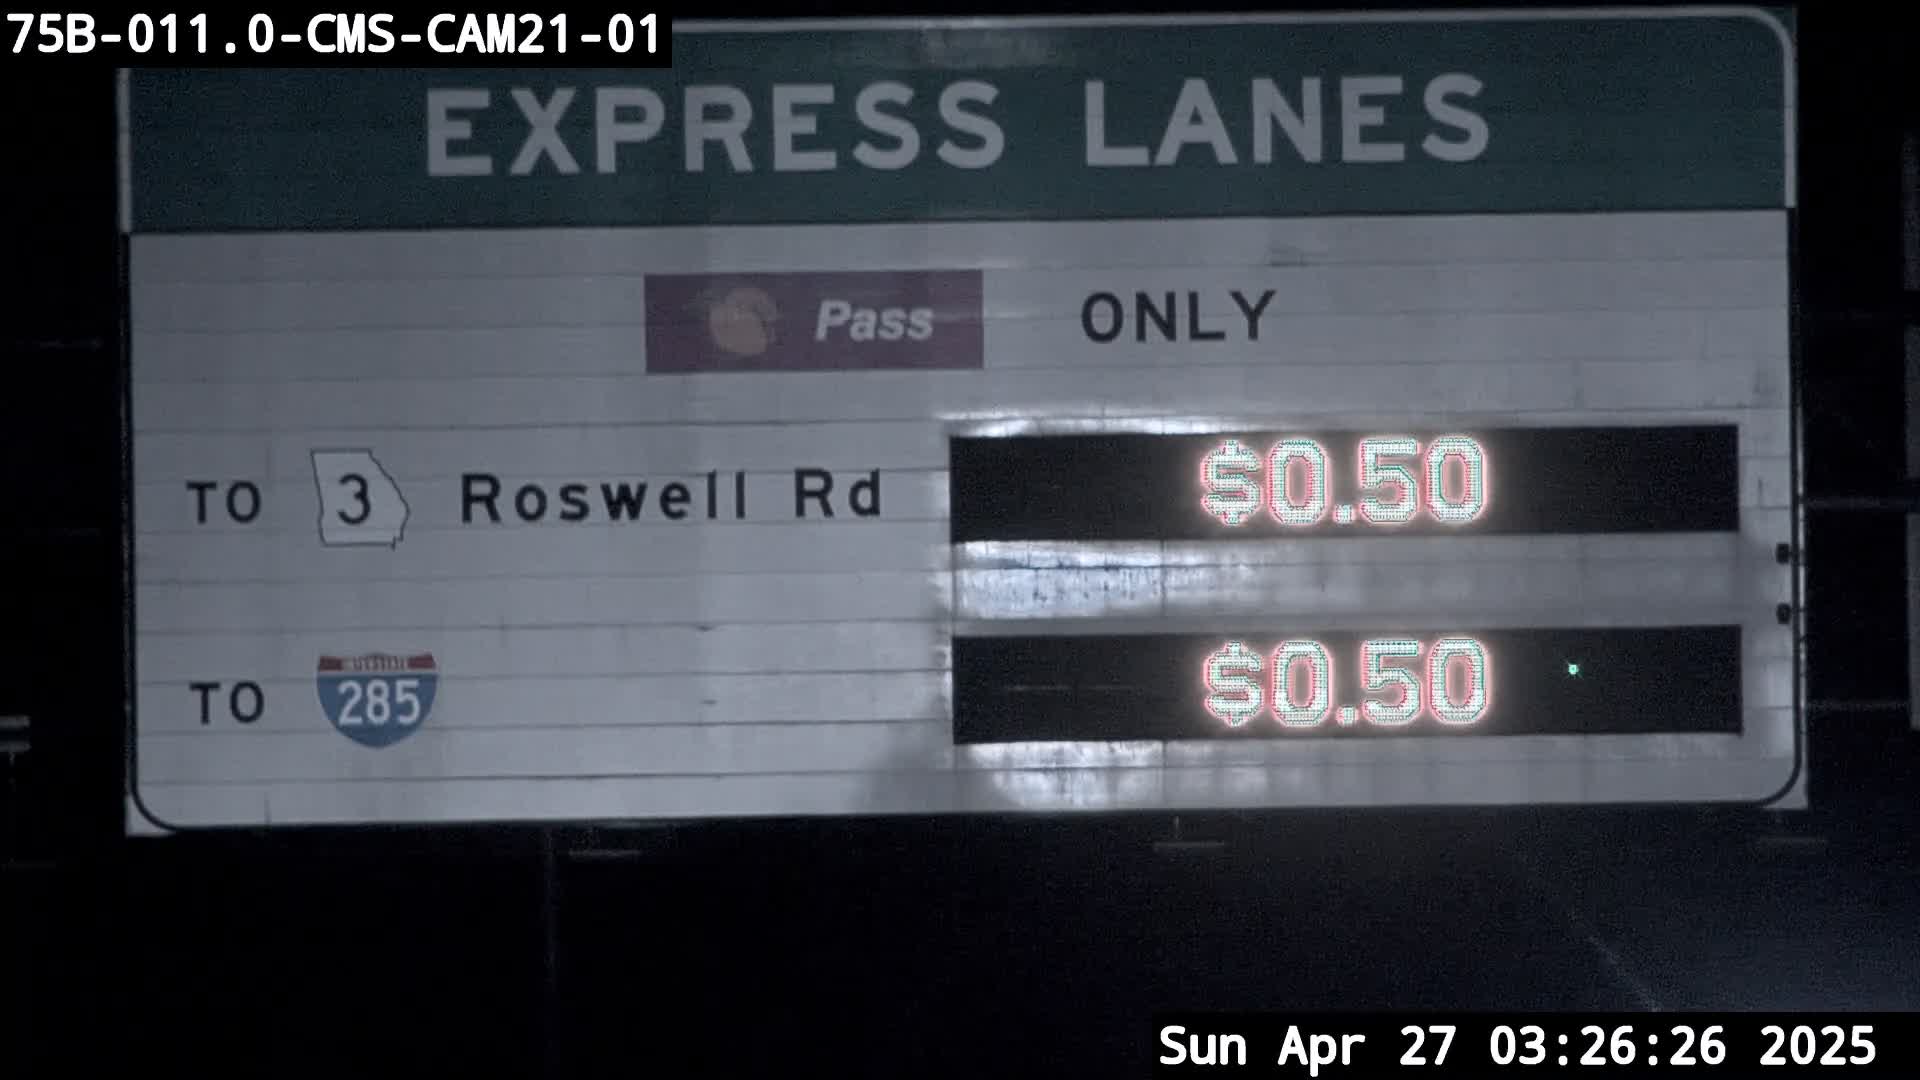 75B-011.0-CMS-CAM21-01
EXPRESS LANES
Pass ONLY
TO 3 Roswell Rd $0.50
TO 285 $0.50
Sun Apr 27 03:26:26 2025